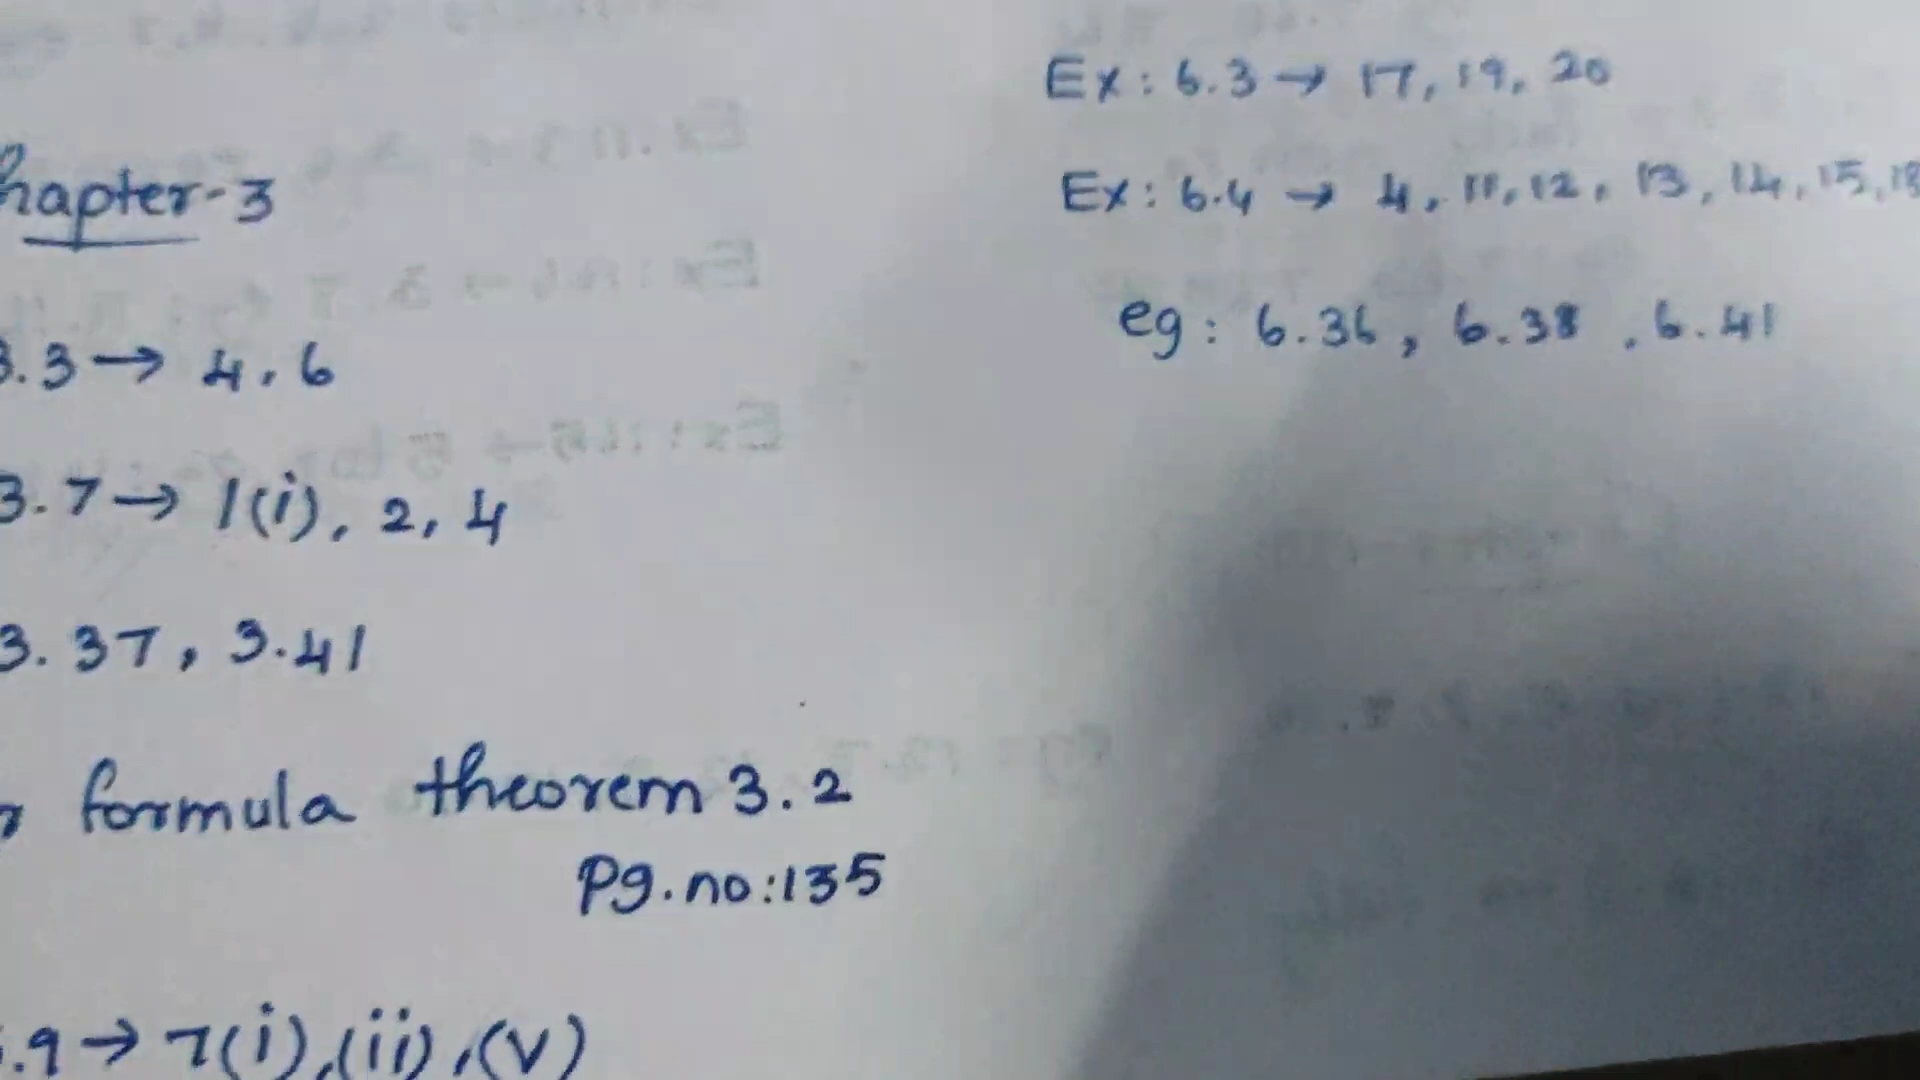 hapter-3
3.3 → 4, 6
3.7 → 1(i), 2, 4
3.37, 3.41
formula theorem 3.2
Pg.no:135
.9 → 7(i),(ii),(v)
Ex: 6.3 → 17, 19, 20
Ex: 6.4 → 4, 11, 12, 13, 14, 15, 18
eg: 6.36, 6.38, 6.41